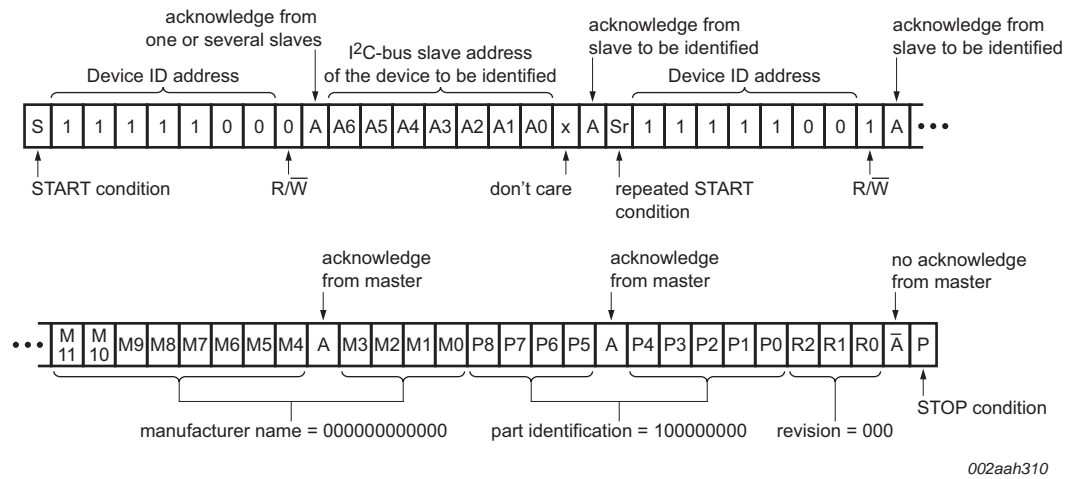 acknowledge from
one or several slaves
I2C-bus slave address
of the device to be identified
acknowledge from
slave to be identified
acknowledge from
slave to be identified
Device ID address
Device ID address
S 1 1 1 1 1 0 0 0 A A6 A5 A4 A3 A2 A1 A0 x A Sr 1 1 1 1 1 0 0 1 A •••
START condition
R/W̅
don't care
repeated START
condition
R/W̅
acknowledge
from master
acknowledge
from master
no acknowledge
from master
••• M11 M10 M9 M8 M7 M6 M5 M4 A M3 M2 M1 M0 P8 P7 P6 P5 A P4 P3 P2 P1 P0 R2 R1 R0 A̅ P
STOP condition
manufacturer name = 000000000000
part identification = 100000000
revision = 000
002aah310